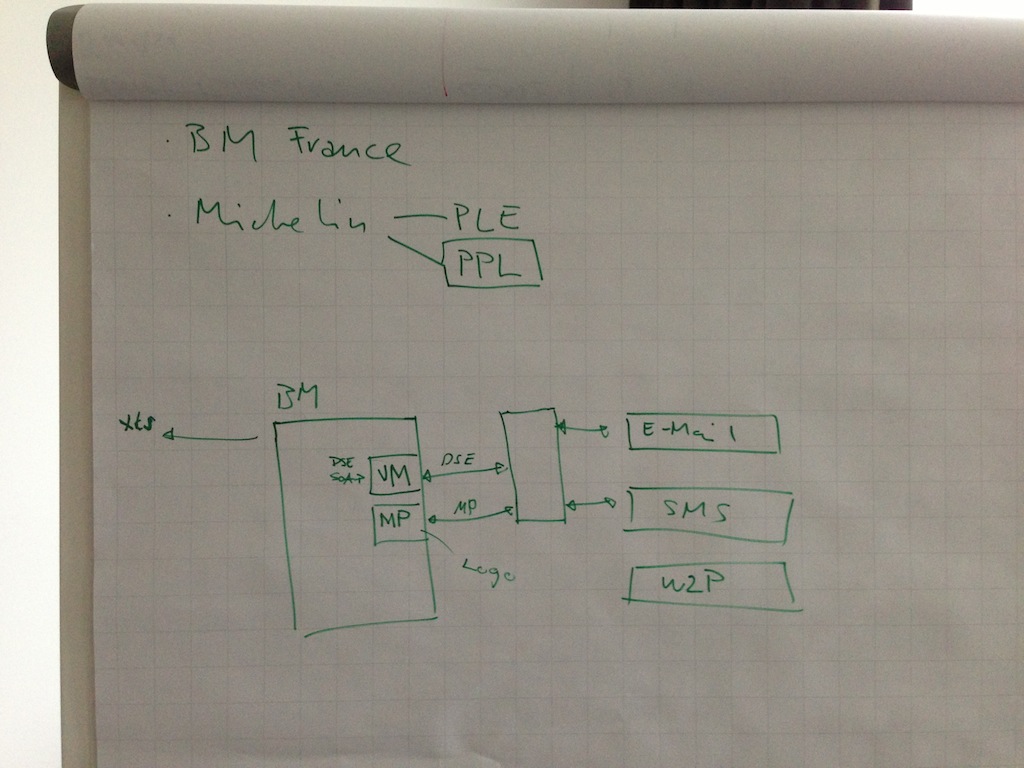 · BM France
· Michelin — PLE
PPL
BM
xls
DSE
SOAP
VM
DSE
MP
MP
Logo
E-Mail
SMS
W2P